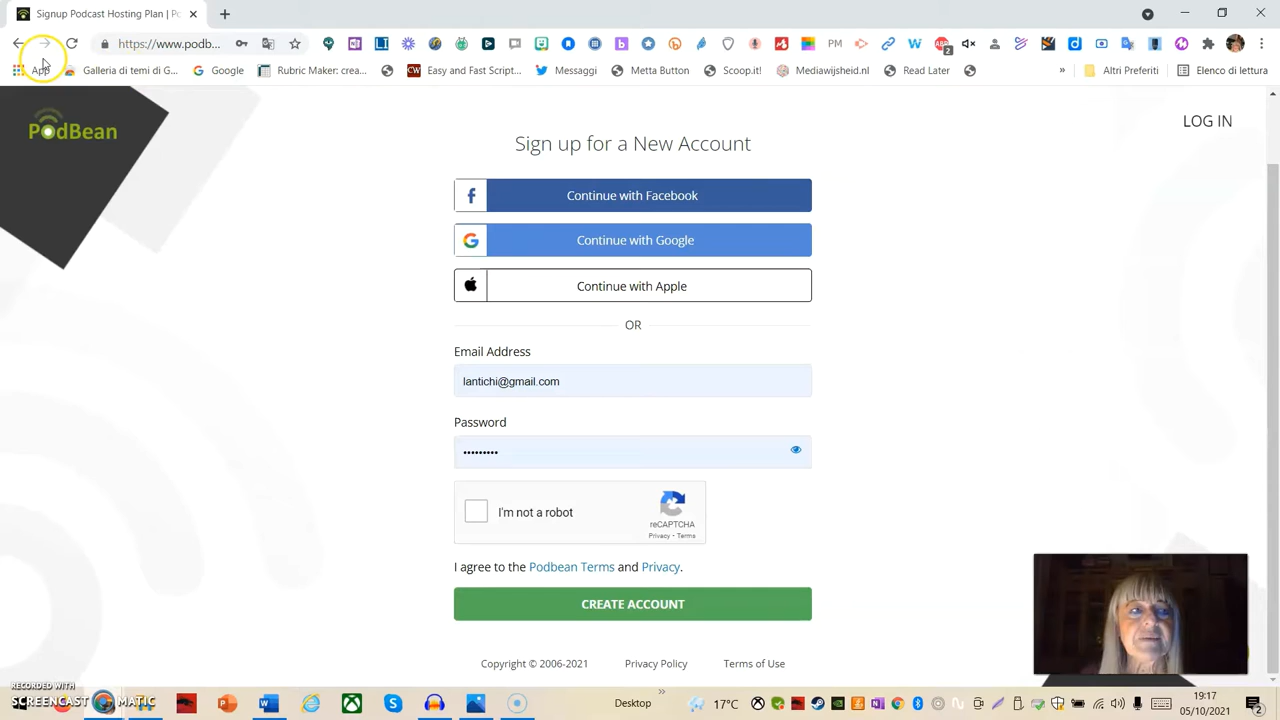 Signup Podcast Hosting Plan | Po
https://www.podb...
PM
2
App
Galleria di temi di G...
Google
Rubric Maker: crea...
CW
Easy and Fast Script...
Messaggi
Metta Button
Scoop.it!
Mediawijsheid.nl
Read Later
»
Altri Preferiti
Elenco di lettura
PodBean
LOG IN
Sign up for a New Account
Continue with Facebook
Continue with Google
Continue with Apple
OR
Email Address
lantichi@gmail.com
Password
•••••••••
I'm not a robot
reCAPTCHA
Privacy - Terms
I agree to the Podbean Terms and Privacy.
CREATE ACCOUNT
Copyright © 2006-2021
Privacy Policy
Terms of Use
RECORDED WITH
SCREENCAST MATIC
Desktop
»
17°C
19:17
05/10/2021
2